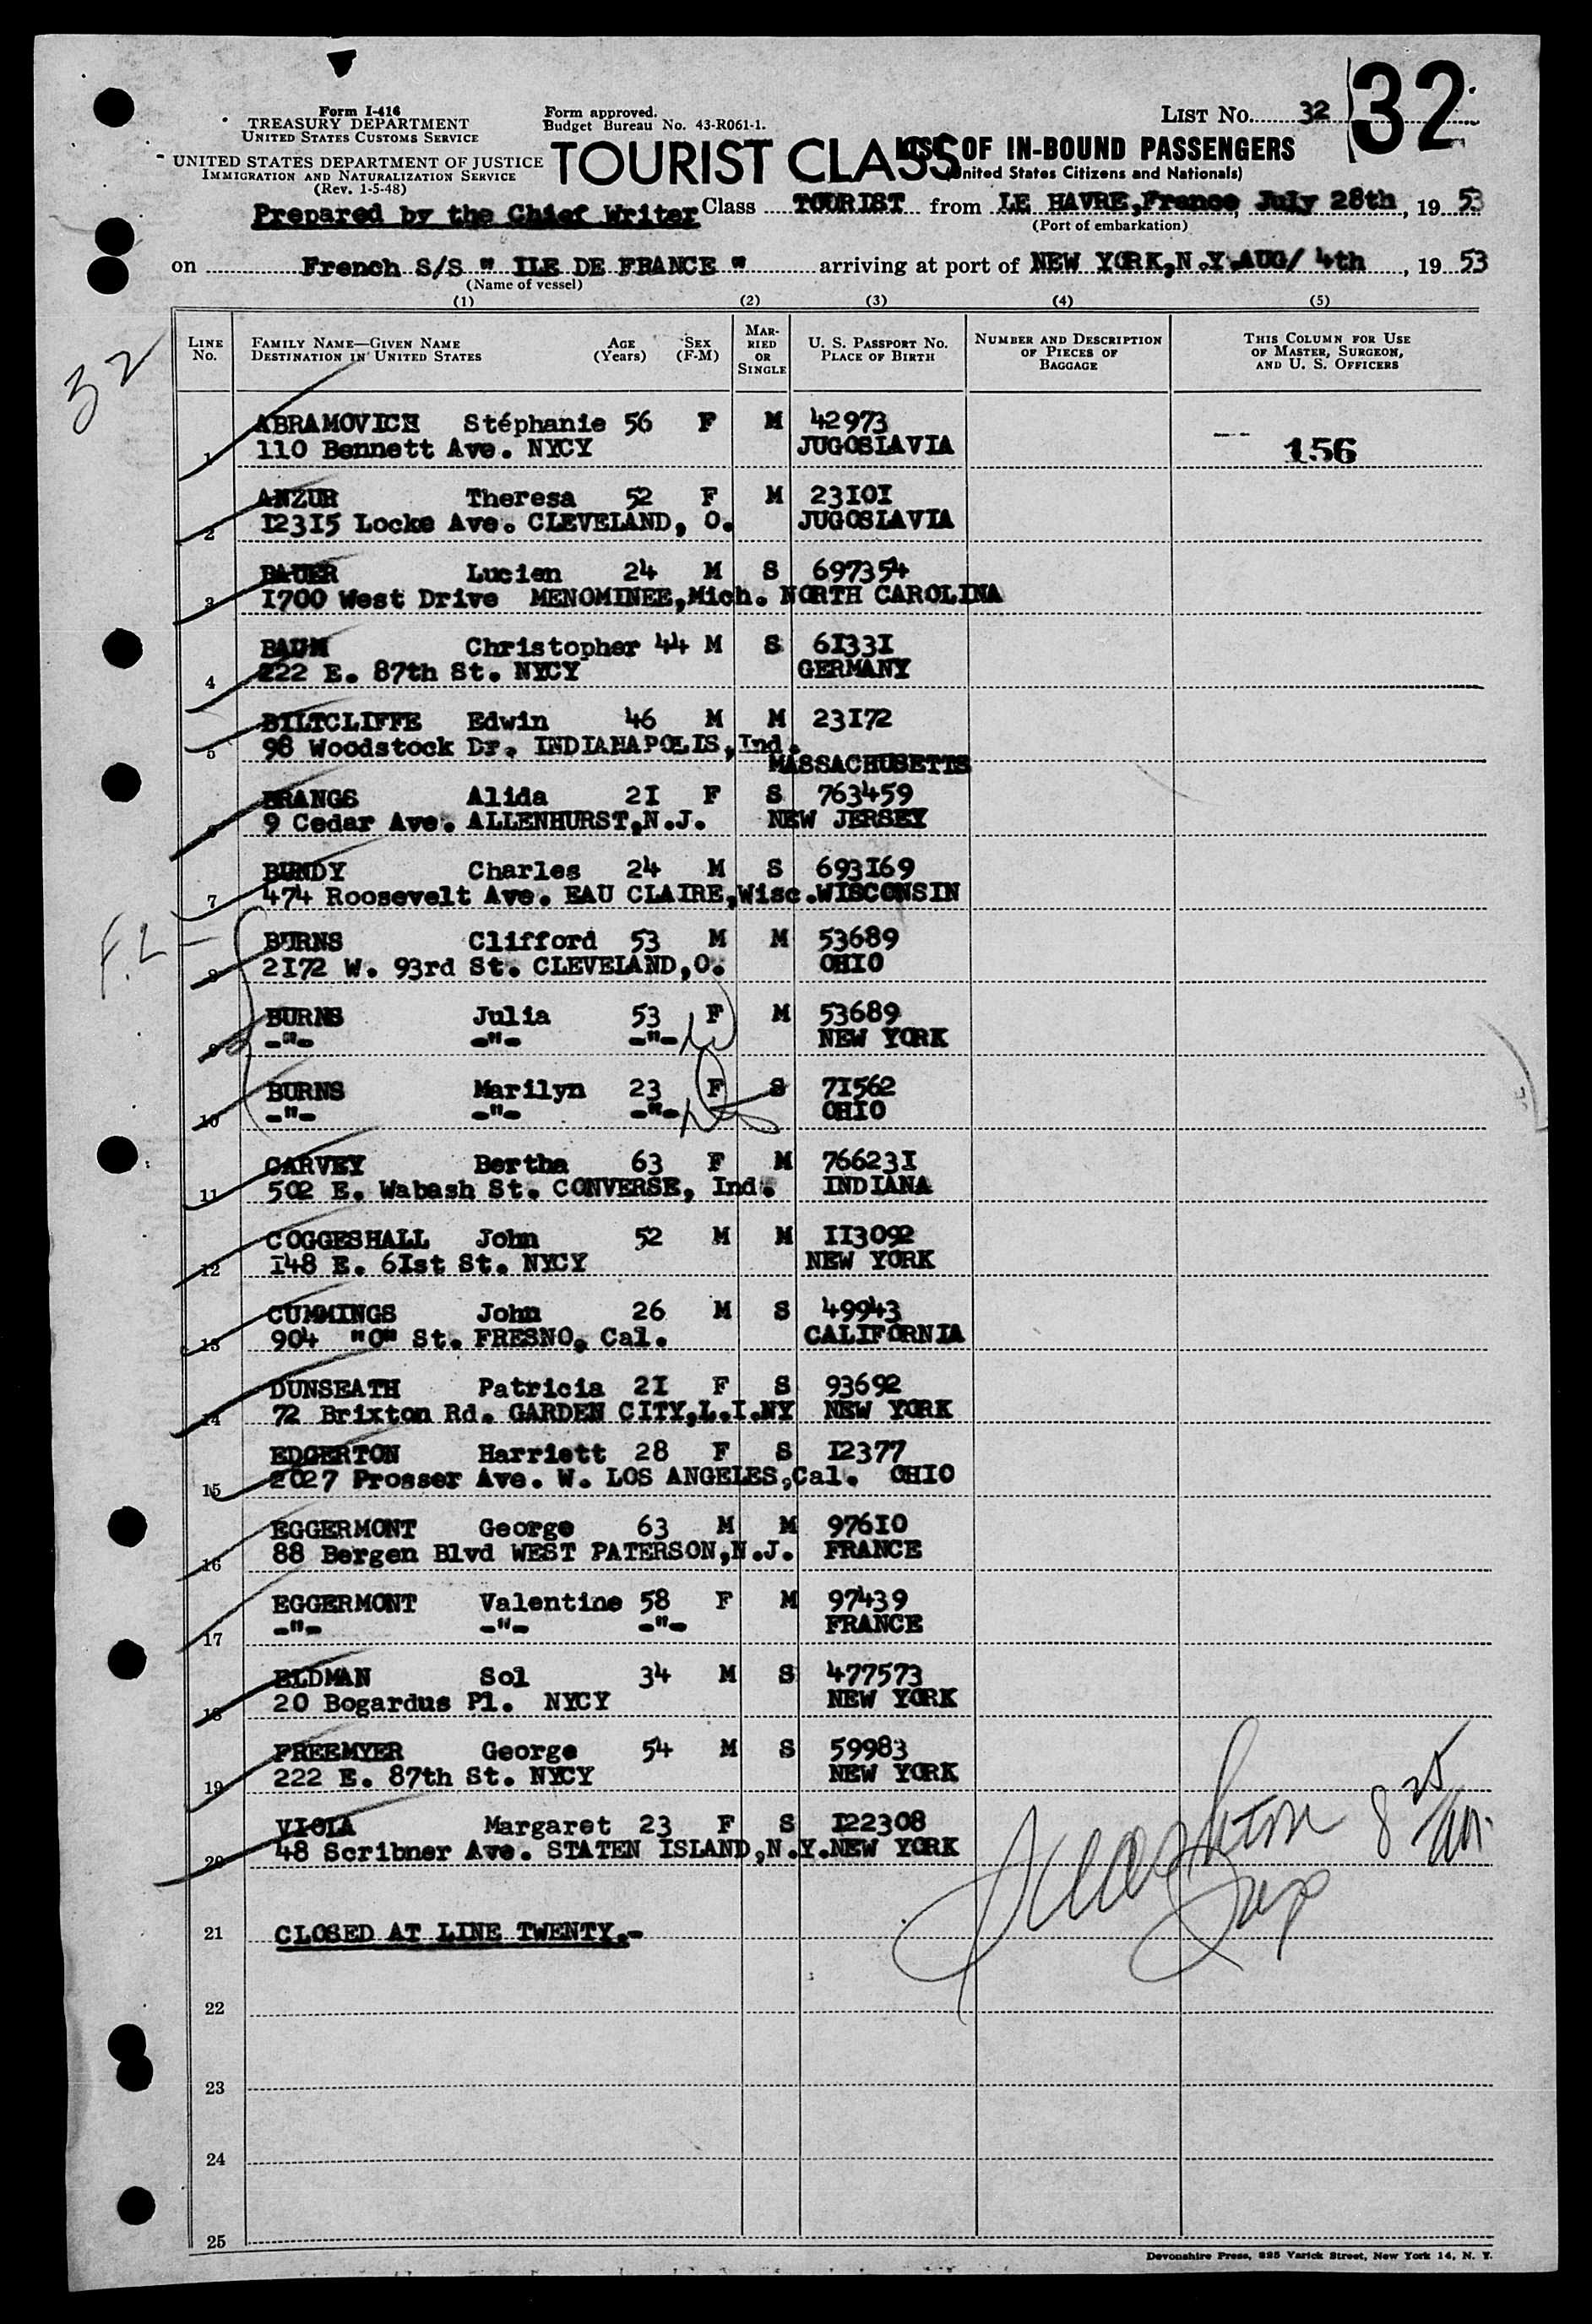 Form I-416
TREASURY DEPARTMENT
UNITED STATES CUSTOMS SERVICE
UNITED STATES DEPARTMENT OF JUSTICE
IMMIGRATION AND NATURALIZATION SERVICE
(Rev. 1-5-48)
Form approved.
Budget Bureau No. 43-R061-1.
LIST No. 32
32
TOURIST CLASS
OF IN-BOUND PASSENGERS
(United States Citizens and Nationals)
Prepared by the Chief Writer Class TOURIST from LE HAVRE,France, July 28th, 19 53
(Port of embarkation)
on French S/S " ILE DE FRANCE " arriving at port of NEW YORK,N.Y.AUG/ 4th, 19 53
(Name of vessel)
(1) (2) (3) (4) (5)
LINE No. FAMILY NAME—GIVEN NAME DESTINATION IN UNITED STATES AGE (Years) SEX (F-M) MARRIED OR SINGLE U. S. PASSPORT No. PLACE OF BIRTH NUMBER AND DESCRIPTION OF PIECES OF BAGGAGE THIS COLUMN FOR USE OF MASTER, SURGEON, AND U. S. OFFICERS
32
ABRAMOVICH Stéphanie 56 F M 42973
1 110 Bennett Ave. NYCY JUGOSLAVIA 156
ANZUR Theresa 52 F M 23101
2 12315 Locke Ave. CLEVELAND, O. JUGOSLAVIA
BAUER Lucien 24 M S 697354
3 1700 West Drive MENOMINEE,Mich. NORTH CAROLINA
BAUM Christopher 44 M S 61331
4 222 E. 87th St. NYCY GERMANY
BILTCLIFFE Edwin 46 M M 23172
5 98 Woodstock Dr. INDIANAPOLIS,Ind.
MASSACHUSETTS
BRANGS Alida 21 F S 763459
6 9 Cedar Ave. ALLENHURST,N.J. NEW JERSEY
BUNDY Charles 24 M S 693169
7 474 Roosevelt Ave. EAU CLAIRE,Wisc.WISCONSIN
F.L
BURNS Clifford 53 M M 53689
8 2172 W. 93rd St. CLEVELAND,O. OHIO
BURNS Julia 53 F M 53689
9 -"- -"- -"- NEW YORK
BURNS Marilyn 23 F S 71562
10 -"- -"- -"- OHIO
CARVEY Bertha 63 F M 766231
11 502 E. Wabash St. CONVERSE, Ind. INDIANA
COGGESHALL John 52 M M 113092
12 148 E. 61st St. NYCY NEW YORK
CUMMINGS John 26 M S 49943
13 904 "O" St. FRESNO, Cal. CALIFORNIA
DUNSEATH Patricia 21 F S 93692
14 72 Brixton Rd. GARDEN CITY,L.I.NY NEW YORK
EDGERTON Harriett 28 F S 12377
15 2027 Prosser Ave. W. LOS ANGELES,Cal. OHIO
EGGERMONT George 63 M M 97610
16 88 Bergen Blvd WEST PATERSON,N.J. FRANCE
EGGERMONT Valentine 58 F M 97439
17 -"- -"- -"- FRANCE
ELDMAN Sol 34 M S 477573
18 20 Bogardus Pl. NYCY NEW YORK
FREEMYER George 54 M S 59983
19 222 E. 87th St. NYCY NEW YORK
VIOLA Margaret 23 F S 122308
20 48 Scribner Ave. STATEN ISLAND,N.Y.NEW YORK
21 CLOSED AT LINE TWENTY.-
22
23
24
25
Devonshire Press, 225 Varick Street, New York 14, N. Y.